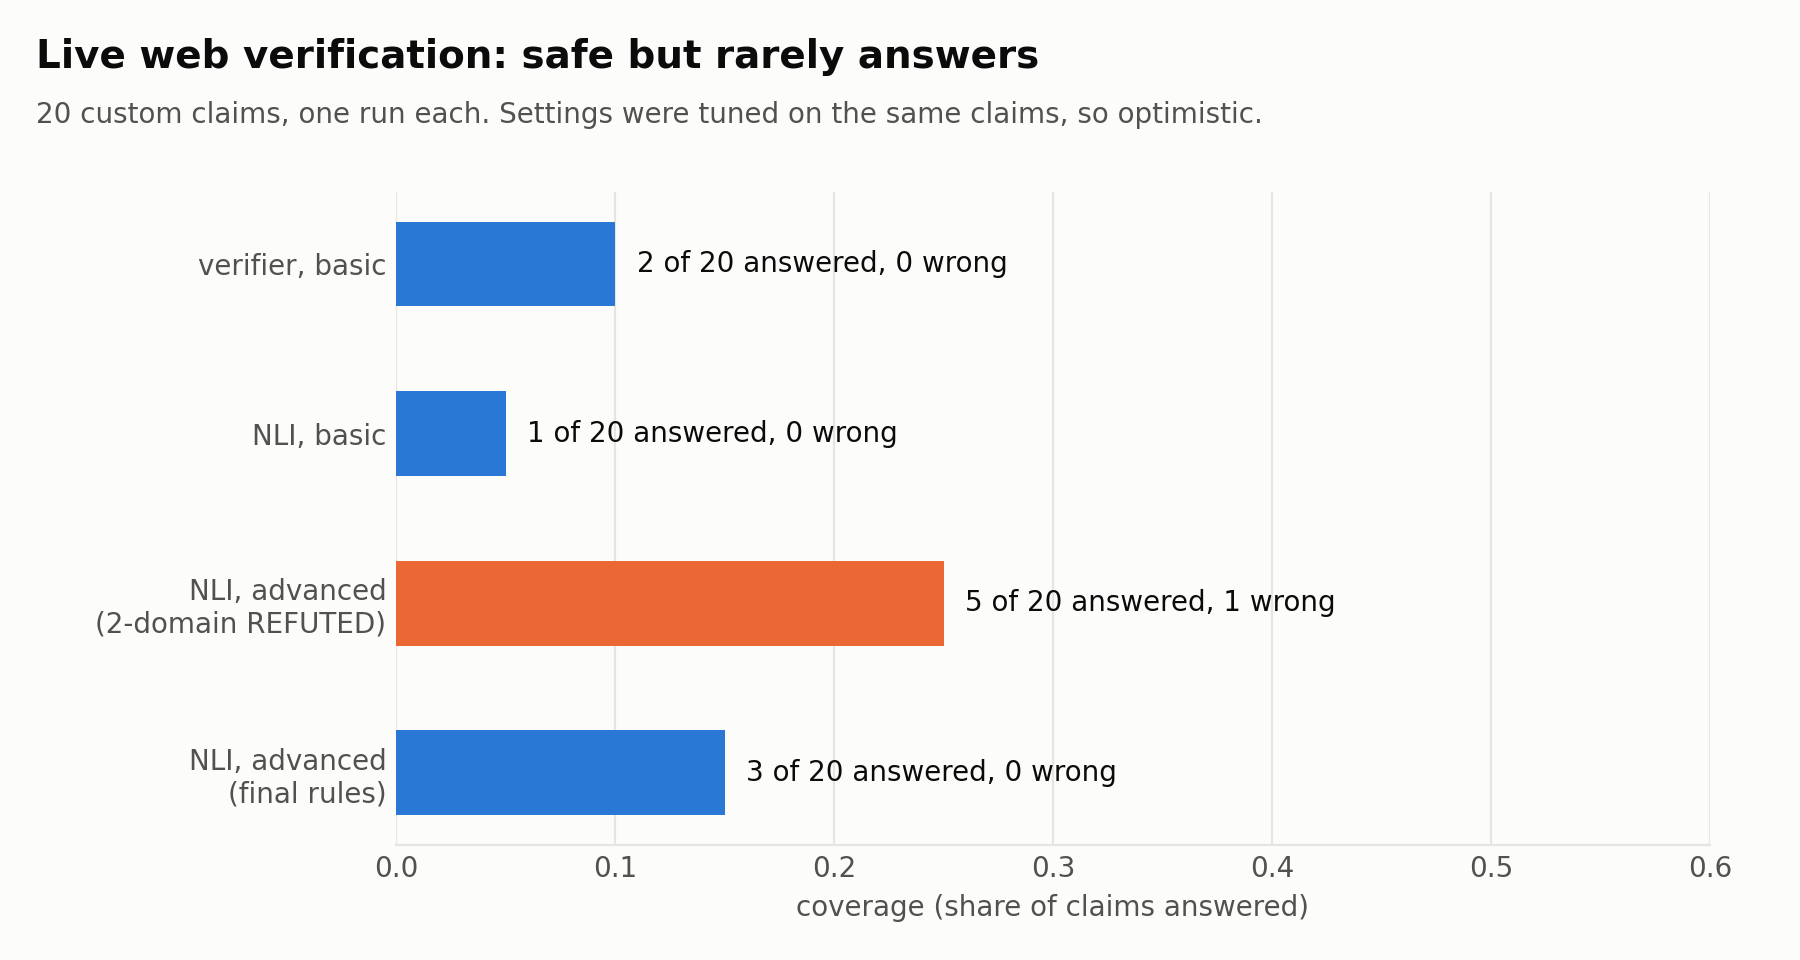 Live web verification: safe but rarely answers
20 custom claims, one run each. Settings were tuned on the same claims, so optimistic.
verifier, basic
2 of 20 answered, 0 wrong
NLI, basic
1 of 20 answered, 0 wrong
NLI, advanced
(2-domain REFUTED)
5 of 20 answered, 1 wrong
NLI, advanced
(final rules)
3 of 20 answered, 0 wrong
0.0 0.1 0.2 0.3 0.4 0.5 0.6
coverage (share of claims answered)